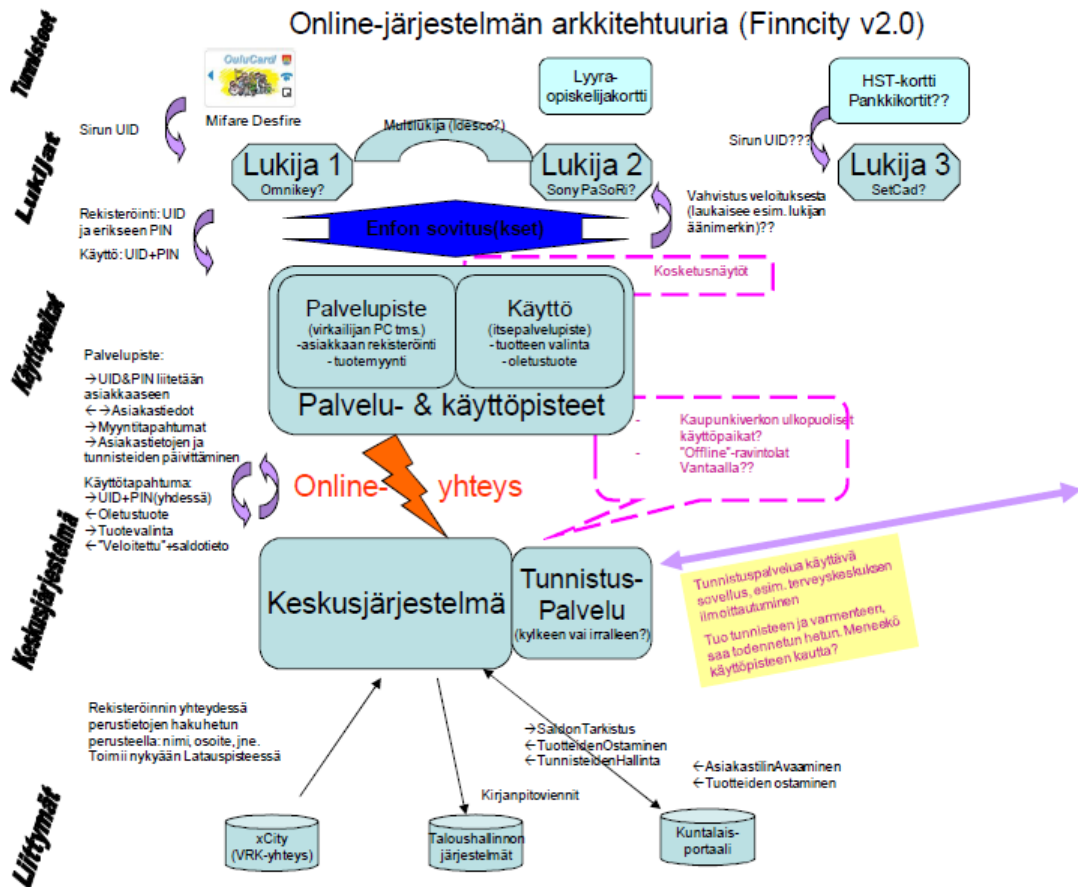 Online-järjestelmän arkkitehtuuria (Finncity v2.0)
Tunnisteet
OuluCard
Mifare Desfire
Lyyra-
opiskelijakortti
HST-kortti
Pankkikortit??
Sirun UID
Multilukija (Idesco?)
Sirun UID???
Lukijat
Lukija 1
Omnikey?
Lukija 2
Sony PaSoRi?
Lukija 3
SetCad?
Rekisteröinti: UID
ja erikseen PIN
Käyttö: UID+PIN
Enfon sovitus(kset)
Vahvistus veloituksesta
(laukaisee esim. lukijan
äänimerkin)??
Kosketusnäytöt
Käyttöpaikat
Palvelupiste
(virkailijan PC tms.)
-asiakkaan rekisteröinti
- tuotemyynti
Käyttö
(itsepalvelupiste)
-tuotteen valinta
- oletustuote
Palvelu- & käyttöpisteet
Palvelupiste:
→UID&PIN liitetään
asiakkaaseen
←→Asiakastiedot
→Myyntitapahtumat
→Asiakastietojen ja
tunnisteiden päivittäminen
Käyttötapahtuma:
→UID+PIN(yhdessä)
←Oletustuote
→Tuotevalinta
←"Veloitettu"+saldotieto
- Kaupunkiverkon ulkopuoliset
käyttöpaikat?
- "Offline"-ravintolat
Vantaalla??
Online- yhteys
Keskusjärjestelmä
Keskusjärjestelmä
Tunnistus-
Palvelu
(kylkeen vai irralleen?)
Tunnistuspalvelua käyttävä
sovellus, esim. terveyskeskuksen
ilmoittautuminen
Tuo tunnisteen ja varmenteen,
saa todennetun hetun. Meneekö
käyttöpisteen kautta?
Rekisteröinnin yhteydessä
perustietojen haku hetun
perusteella: nimi, osoite, jne.
Toimii nykyään Latauspisteessä
→SaldonTarkistus
←TuotteidenOstaminen
←TunnisteidenHallinta
←AsiakastilinAvaaminen
←Tuotteiden ostaminen
Kirjanpitoviennit
Liittymät
xCity
(VRK-yhteys)
Taloushallinnon
järjestelmät
Kuntalais-
portaali